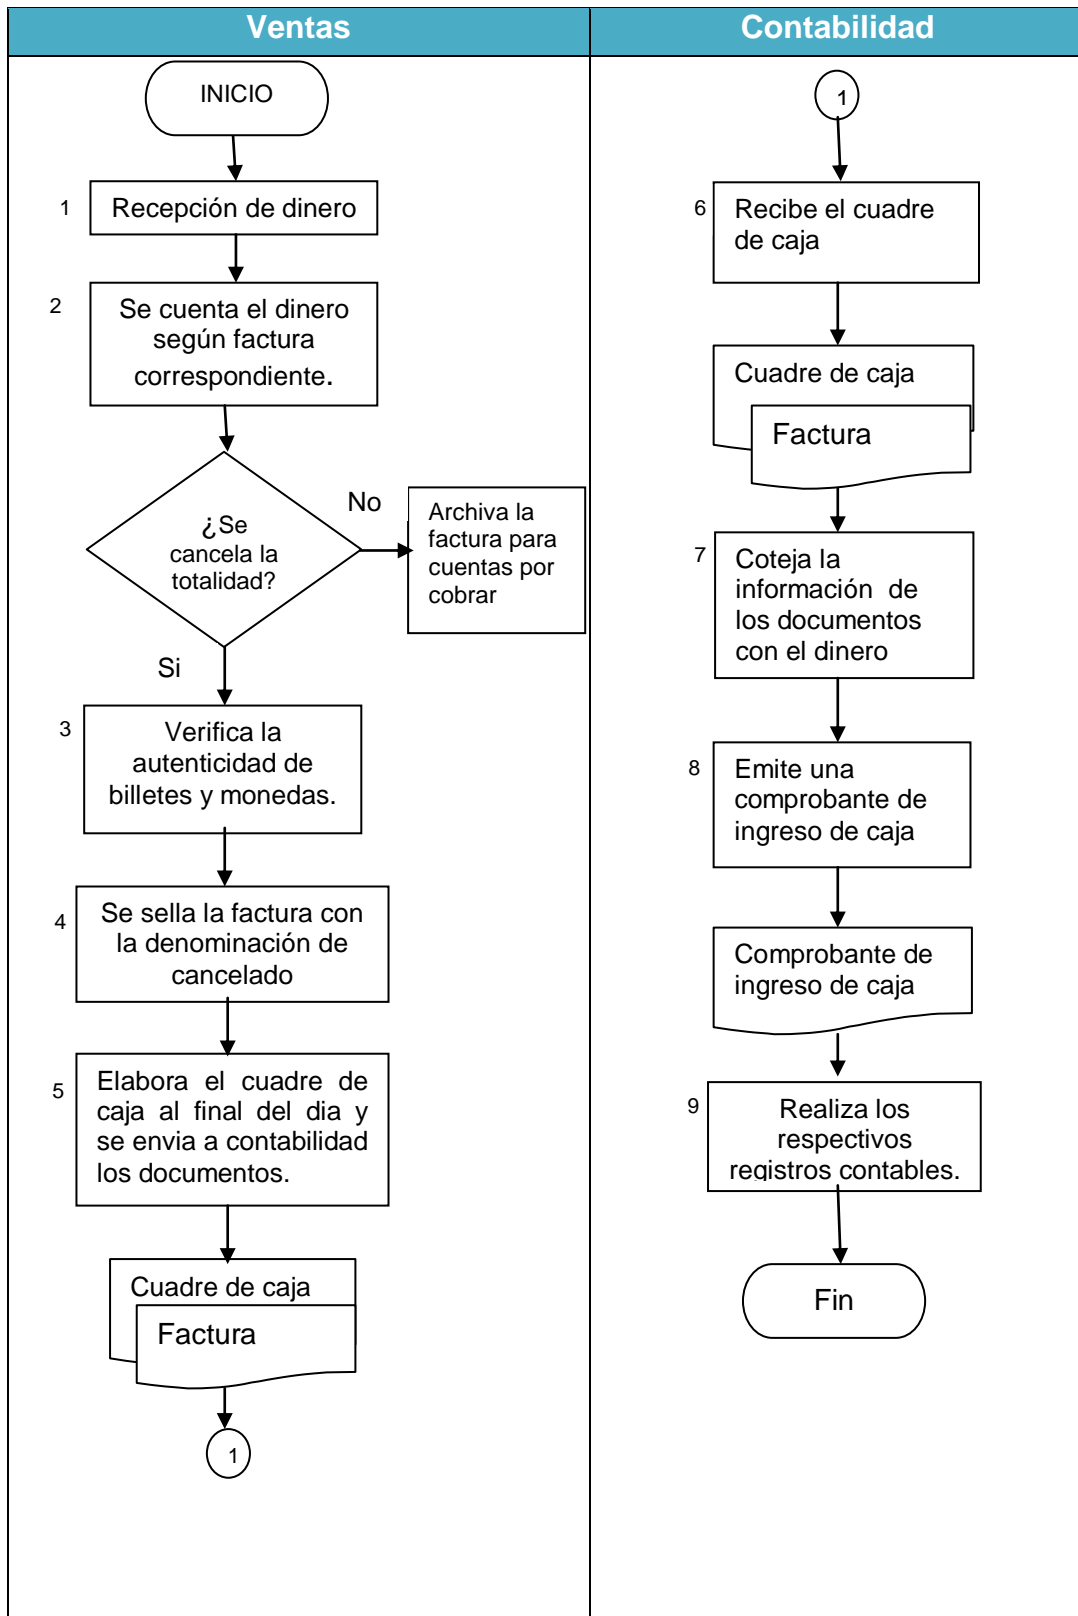 Ventas
INICIO
1
Recepción de dinero
2
Se cuenta el dinero
según factura
correspondiente.
¿Se
cancela la
totalidad?
No
Archiva la
factura para
cuentas por
cobrar
Si
3
Verifica la
autenticidad de
billetes y monedas.
4
Se sella la factura con
la denominación de
cancelado
5
Elabora el cuadre de
caja al final del dia y
se envia a contabilidad
los documentos.
Cuadre de caja
Factura
1
Contabilidad
1
6
Recibe el cuadre
de caja
Cuadre de caja
Factura
7
Coteja la
información de
los documentos
con el dinero
8
Emite una
comprobante de
ingreso de caja
Comprobante de
ingreso de caja
9
Realiza los
respectivos
registros contables.
Fin